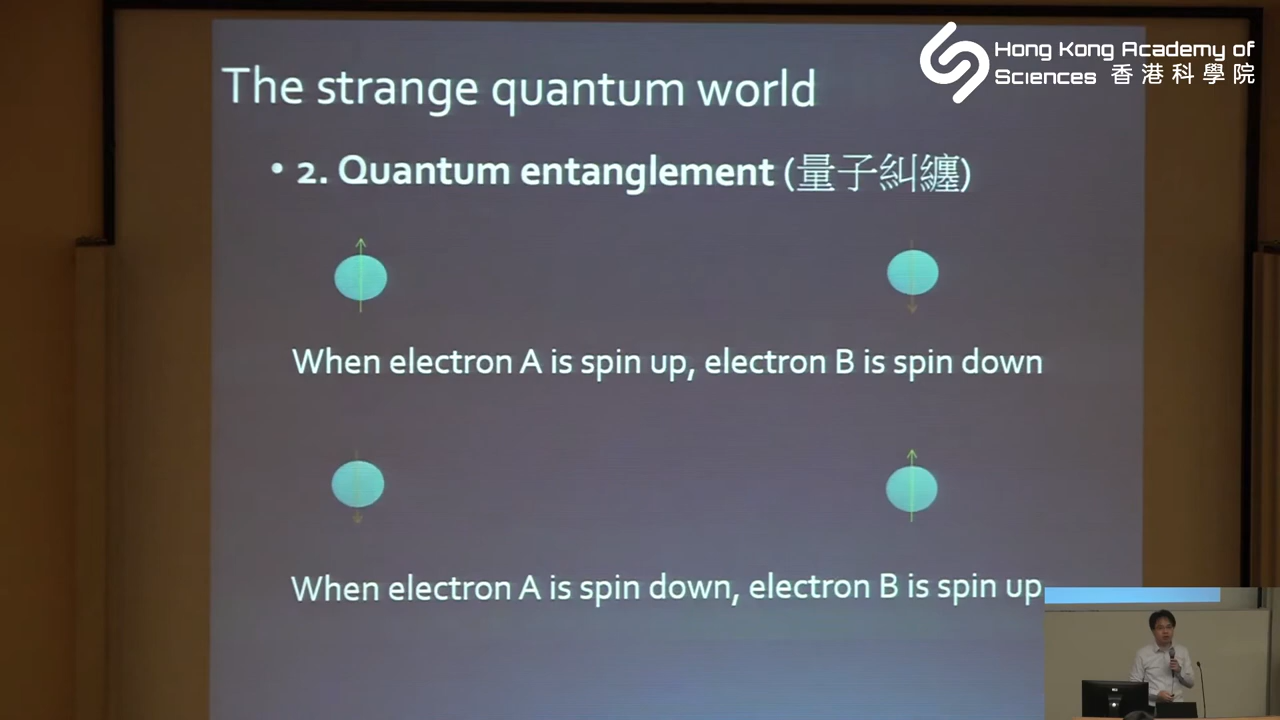 Hong Kong Academy of
Sciences 香港科學院
The strange quantum world
• 2. Quantum entanglement (量子糾纏)
When electron A is spin up, electron B is spin down
When electron A is spin down, electron B is spin up